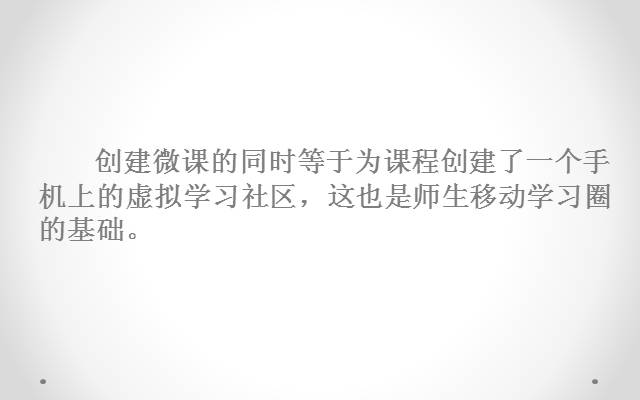 创建微课的同时等于为课程创建了一个手
机上的虚拟学习社区，这也是师生移动学习圈
的基础。